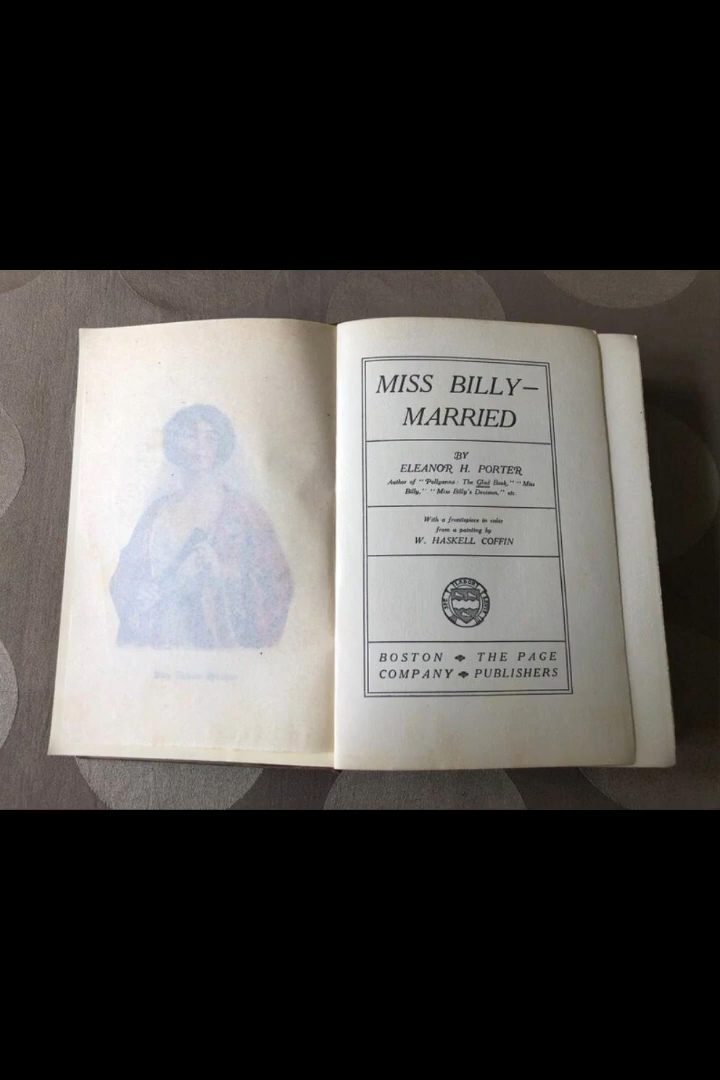 MISS BILLY—
MARRIED
BY
ELEANOR H. PORTER
Author of "Pollyanna: The Glad Book," "Miss
Billy," "Miss Billy's Decision," etc.
With a frontispiece in color
from a painting by
W. HASKELL COFFIN
BOSTON THE PAGE
COMPANY PUBLISHERS